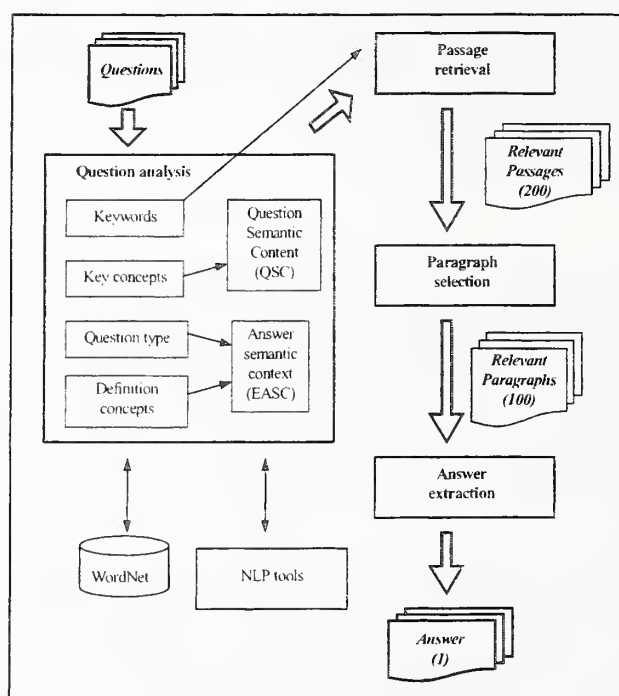 Questions
Question analysis
Keywords
Key concepts
Question
Semantic
Content
(QSC)
Question type
Definition
concepts
Answer
semantic
context
(EASC)
WordNet
NLP tools
Passage
retrieval
Relevant
Passages
(200)
Paragraph
selection
Relevant
Paragraphs
(100)
Answer
extraction
Answer
(1)